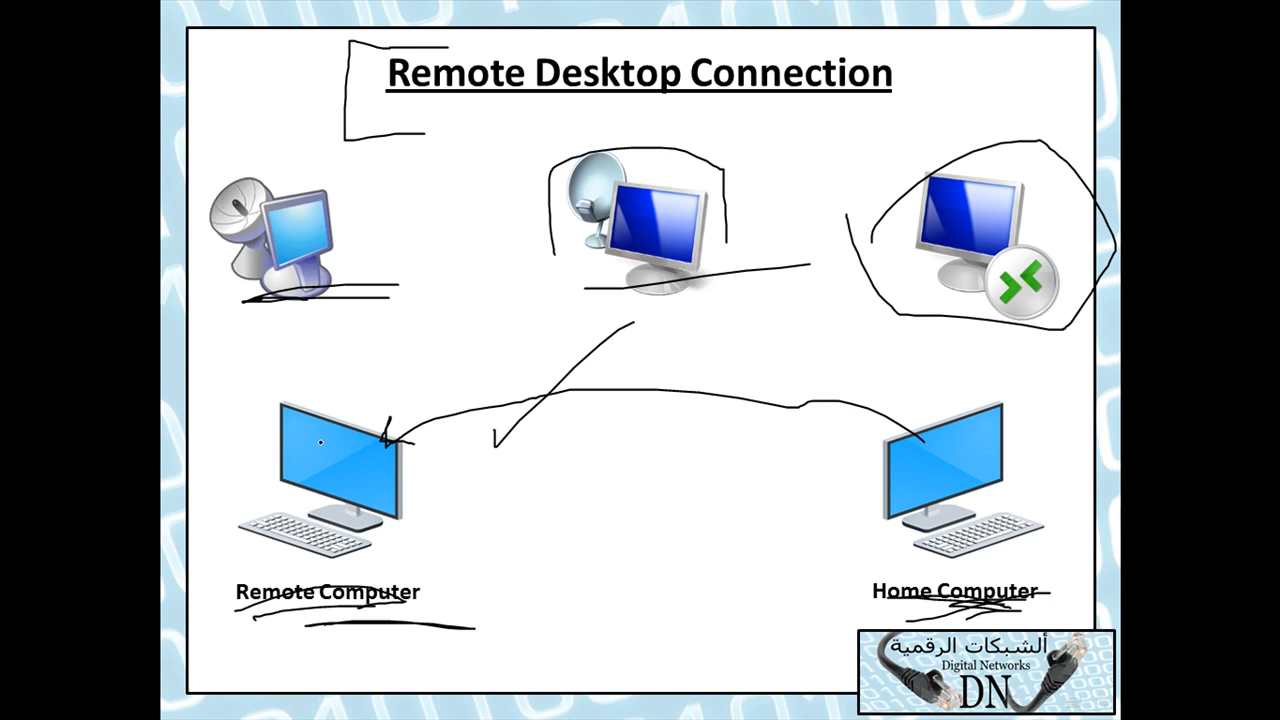 Remote Desktop Connection
Remote Computer
Home Computer
ألشبكات الرقمية
Digital Networks
DN